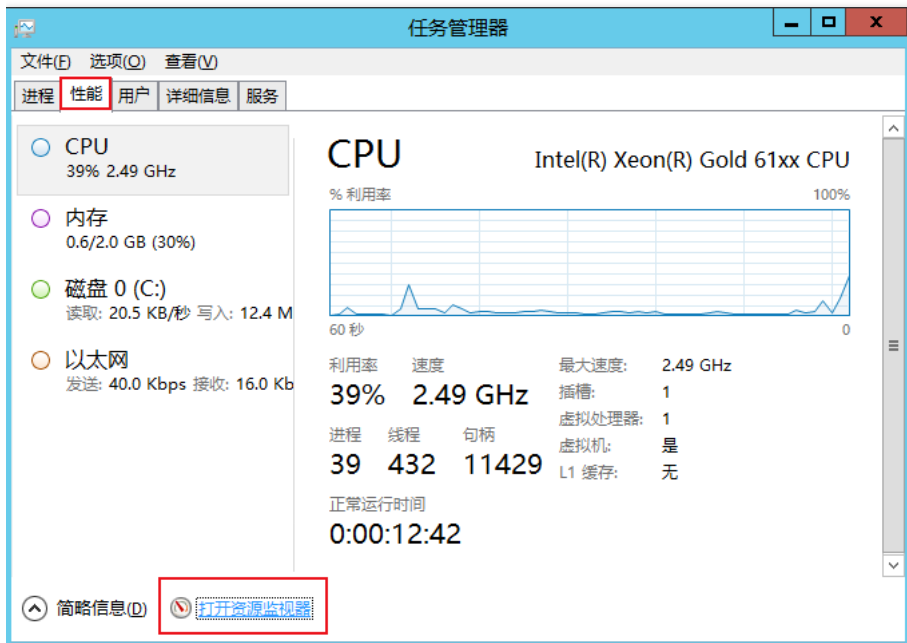 任务管理器
文件(F) 选项(O) 查看(V)
进程 性能 用户 详细信息 服务
CPU
39% 2.49 GHz
内存
0.6/2.0 GB (30%)
磁盘 0 (C:)
读取: 20.5 KB/秒 写入: 12.4 M
以太网
发送: 40.0 Kbps 接收: 16.0 Kb
CPU Intel(R) Xeon(R) Gold 61xx CPU
% 利用率 100%
60 秒 0
利用率 速度
39% 2.49 GHz
进程 线程 句柄
39 432 11429
正常运行时间
0:00:12:42
最大速度: 2.49 GHz
插槽: 1
虚拟处理器: 1
虚拟机: 是
L1 缓存: 无
简略信息(D) 打开资源监视器